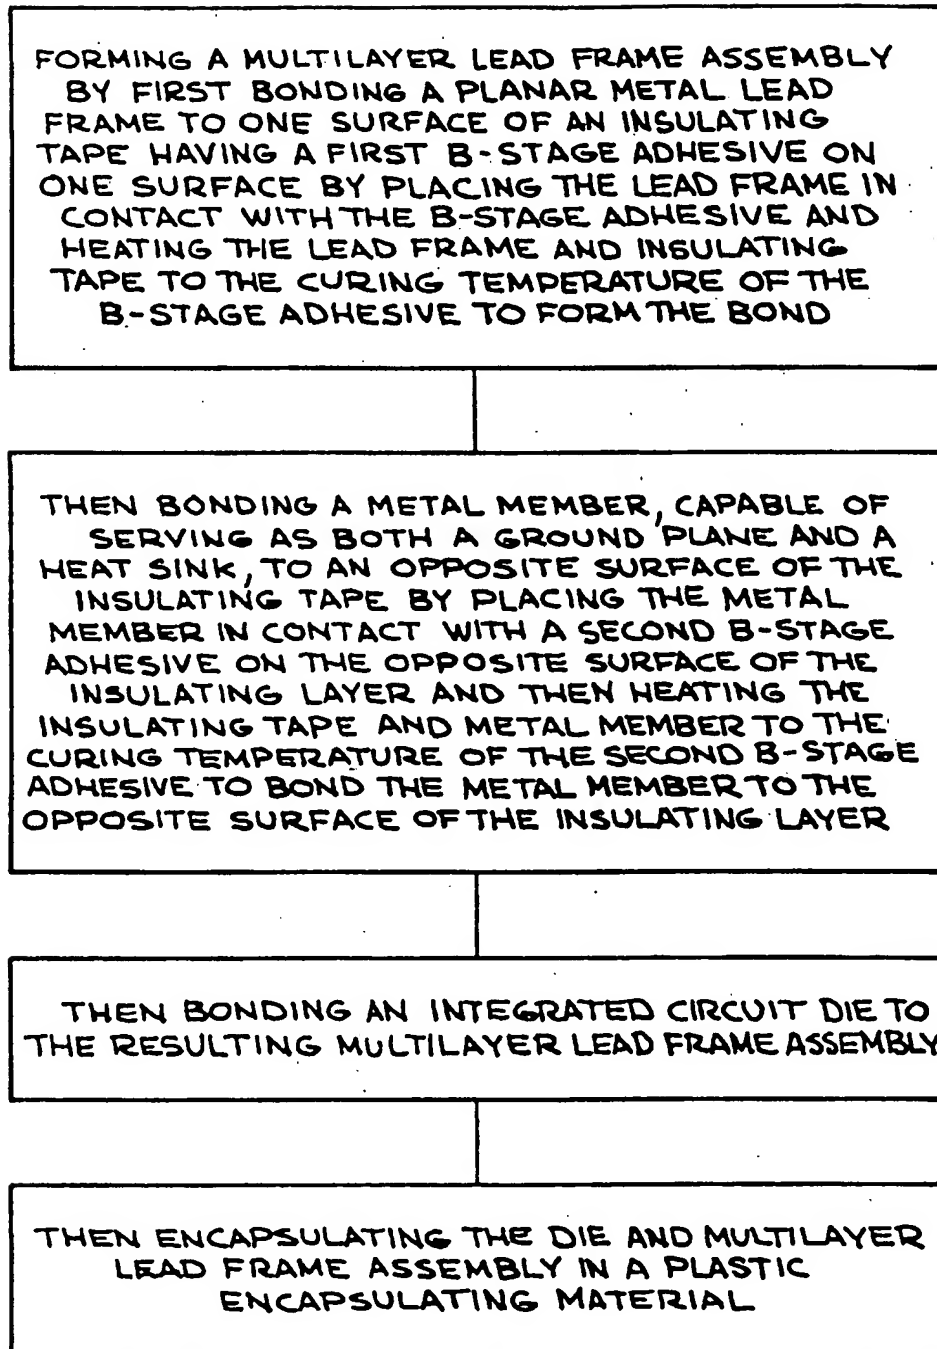 FORMING A MULTILAYER LEAD FRAME ASSEMBLY
BY FIRST BONDING A PLANAR METAL LEAD
FRAME TO ONE SURFACE OF AN INSULATING
TAPE HAVING A FIRST B-STAGE ADHESIVE ON
ONE SURFACE BY PLACING THE LEAD FRAME IN
CONTACT WITH THE B-STAGE ADHESIVE AND
HEATING THE LEAD FRAME AND INSULATING
TAPE TO THE CURING TEMPERATURE OF THE
B-STAGE ADHESIVE TO FORM THE BOND
THEN BONDING A METAL MEMBER, CAPABLE OF
SERVING AS BOTH A GROUND PLANE AND A
HEAT SINK, TO AN OPPOSITE SURFACE OF THE
INSULATING TAPE BY PLACING THE METAL
MEMBER IN CONTACT WITH A SECOND B-STAGE
ADHESIVE ON THE OPPOSITE SURFACE OF THE
INSULATING LAYER AND THEN HEATING THE
INSULATING TAPE AND METAL MEMBER TO THE
CURING TEMPERATURE OF THE SECOND B-STAGE
ADHESIVE TO BOND THE METAL MEMBER TO THE
OPPOSITE SURFACE OF THE INSULATING LAYER
THEN BONDING AN INTEGRATED CIRCUIT DIE TO
THE RESULTING MULTILAYER LEAD FRAME ASSEMBLY
THEN ENCAPSULATING THE DIE AND MULTILAYER
LEAD FRAME ASSEMBLY IN A PLASTIC
ENCAPSULATING MATERIAL